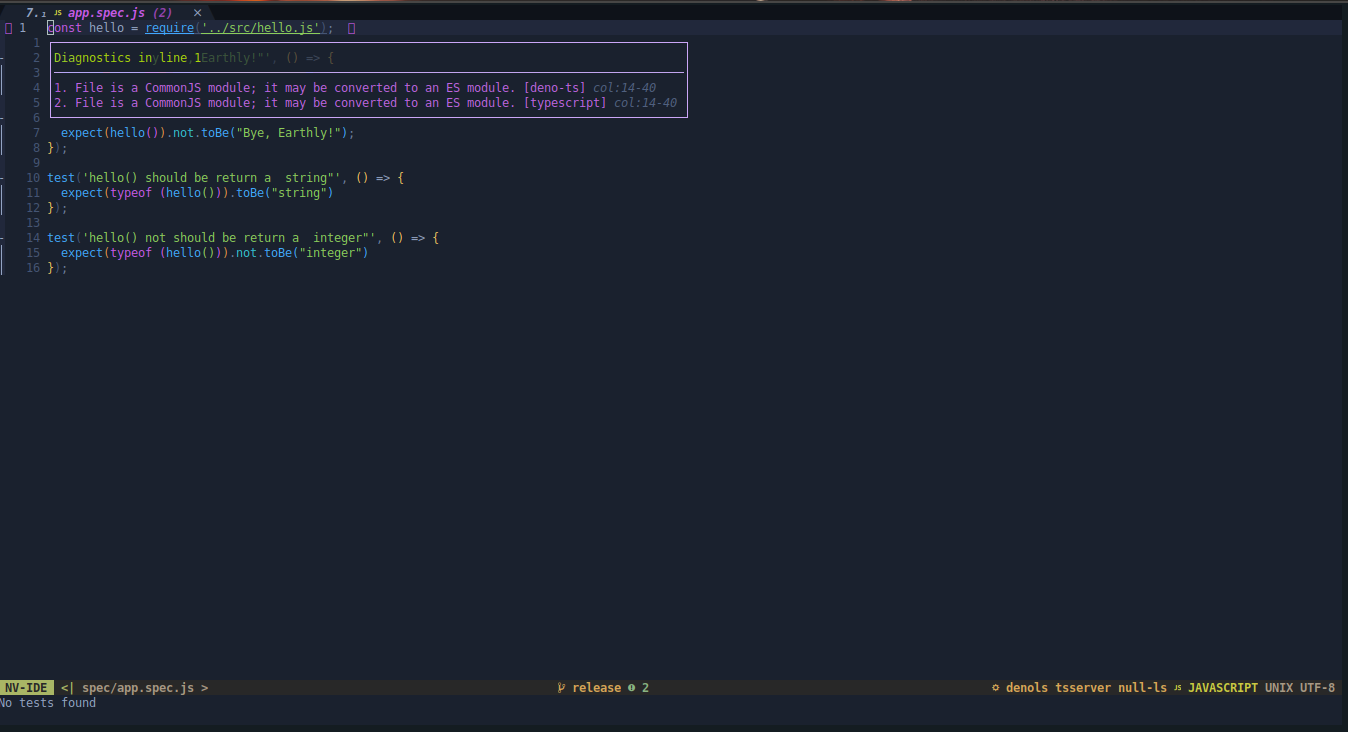 7. 1 JS app.spec.js (2) ×
1 const hello = require('../src/hello.js');
1
2 Diagnostics in line 1 Earthly!"', () => {
3
4 1. File is a CommonJS module; it may be converted to an ES module. [deno-ts] col:14-40
5 2. File is a CommonJS module; it may be converted to an ES module. [typescript] col:14-40
6
7 expect(hello()).not.toBe("Bye, Earthly!");
8 });
9
10 test('hello() should be return a  string"', () => {
11 expect(typeof (hello())).toBe("string")
12 });
13
14 test('hello() not should be return a  integer"', () => {
15 expect(typeof (hello())).not.toBe("integer")
16 });
NV-IDE <| spec/app.spec.js > release 2 denols tsserver null-ls JS JAVASCRIPT UNIX UTF-8
No tests found